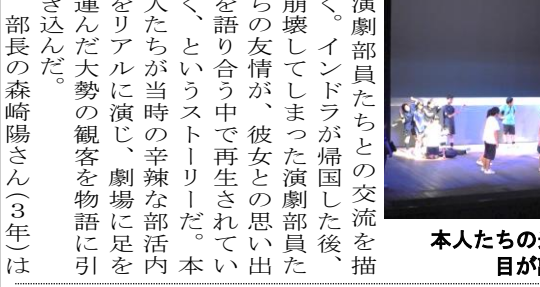 演劇部員たちとの交流を描
く。インドラが帰国した後、
崩壊してしまった演劇部員た
ちの友情が、彼女との思い出
を語り合う中で再生されてい
く、というストーリーだ。本
人たちが当時の辛辣な部活内
をリアルに演じ、劇場に足を
運んだ大勢の観客を物語に引
き込んだ。
部長の森崎陽さん(3年)は
本人たちの
目が